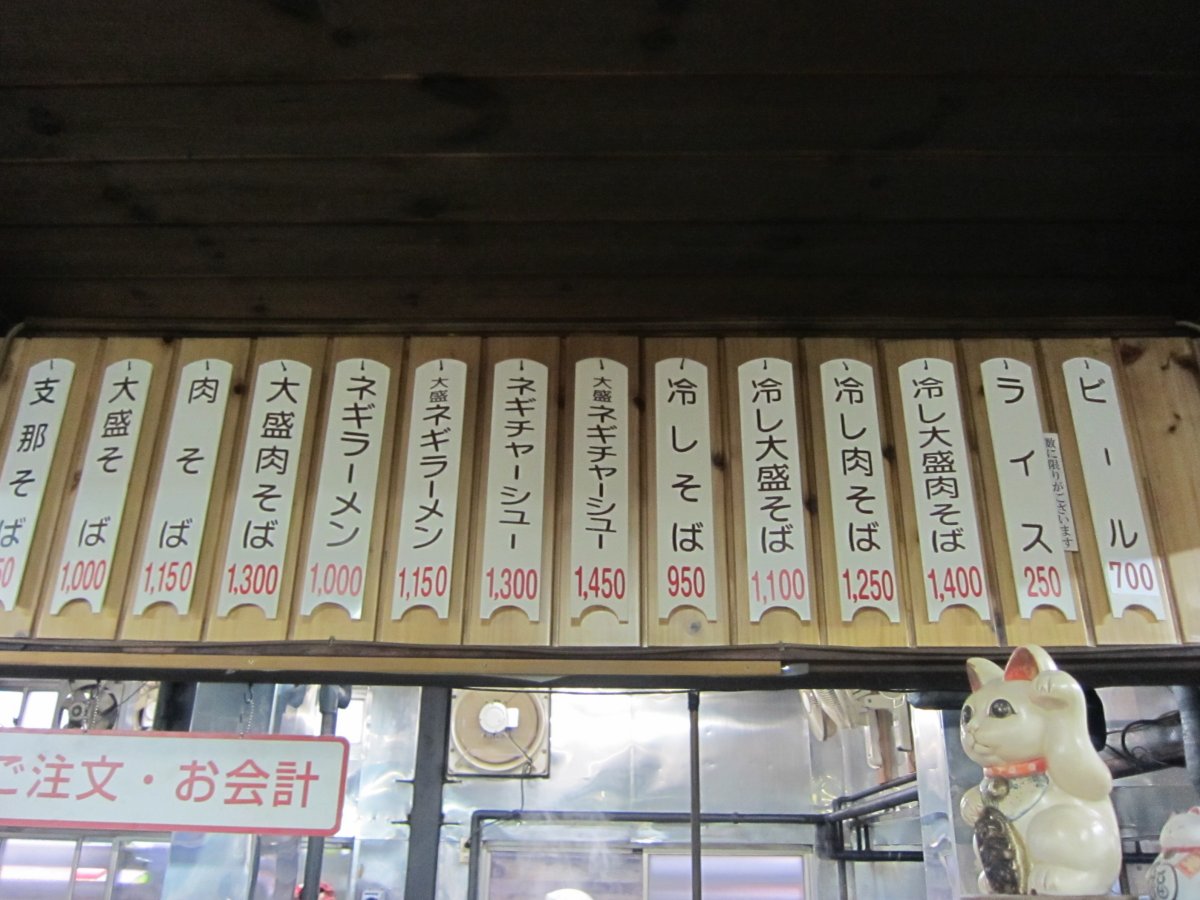 支那そば
50
大盛そば
1,000
肉そば
1,150
大盛肉そば
1,300
ネギラーメン
1,000
大盛ネギラーメン
1,150
ネギチャーシュー
1,300
大盛ネギチャーシュー
1,450
冷しそば
950
冷し大盛そば
1,100
冷し肉そば
1,250
冷し大盛肉そば
1,400
ライス
250
数に限りがございます
ビール
700
ご注文・お会計